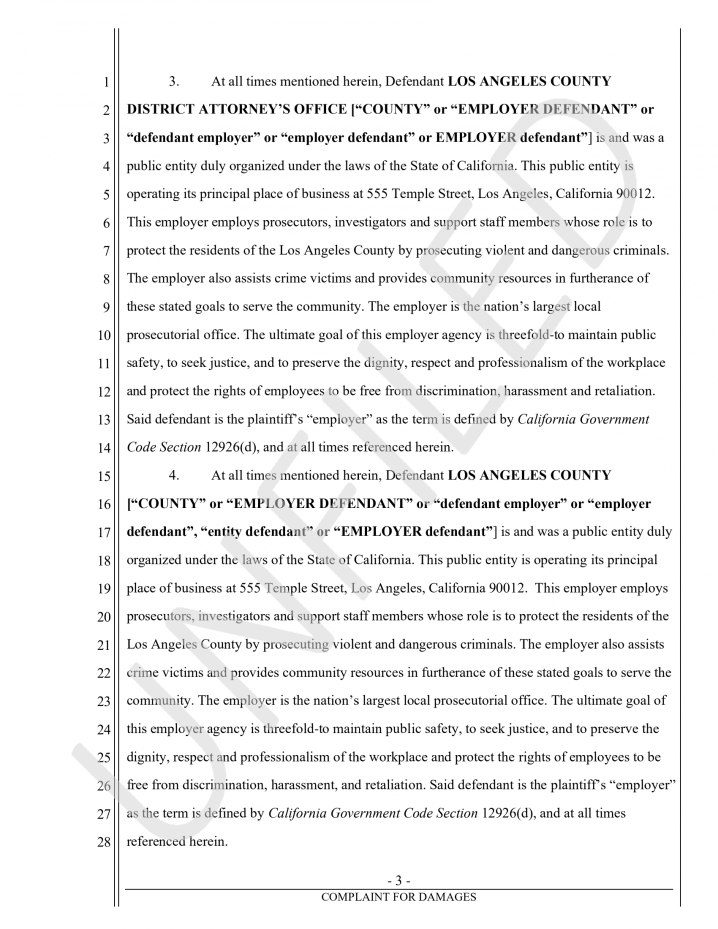 1 3. At all times mentioned herein, Defendant LOS ANGELES COUNTY
2 DISTRICT ATTORNEY’S OFFICE [“COUNTY” or “EMPLOYER DEFENDANT” or
3 “defendant employer” or “employer defendant” or EMPLOYER defendant”] is and was a
4 public entity duly organized under the laws of the State of California. This public entity is
5 operating its principal place of business at 555 Temple Street, Los Angeles, California 90012.
6 This employer employs prosecutors, investigators and support staff members whose role is to
7 protect the residents of the Los Angeles County by prosecuting violent and dangerous criminals.
8 The employer also assists crime victims and provides community resources in furtherance of
9 these stated goals to serve the community. The employer is the nation’s largest local
10 prosecutorial office. The ultimate goal of this employer agency is threefold-to maintain public
11 safety, to seek justice, and to preserve the dignity, respect and professionalism of the workplace
12 and protect the rights of employees to be free from discrimination, harassment and retaliation.
13 Said defendant is the plaintiff’s “employer” as the term is defined by California Government
14 Code Section 12926(d), and at all times referenced herein.
15 4. At all times mentioned herein, Defendant LOS ANGELES COUNTY
16 [“COUNTY” or “EMPLOYER DEFENDANT” or “defendant employer” or “employer
17 defendant”, “entity defendant” or “EMPLOYER defendant”] is and was a public entity duly
18 organized under the laws of the State of California. This public entity is operating its principal
19 place of business at 555 Temple Street, Los Angeles, California 90012. This employer employs
20 prosecutors, investigators and support staff members whose role is to protect the residents of the
21 Los Angeles County by prosecuting violent and dangerous criminals. The employer also assists
22 crime victims and provides community resources in furtherance of these stated goals to serve the
23 community. The employer is the nation’s largest local prosecutorial office. The ultimate goal of
24 this employer agency is threefold-to maintain public safety, to seek justice, and to preserve the
25 dignity, respect and professionalism of the workplace and protect the rights of employees to be
26 free from discrimination, harassment, and retaliation. Said defendant is the plaintiff’s “employer”
27 as the term is defined by California Government Code Section 12926(d), and at all times
28 referenced herein.
- 3 -
COMPLAINT FOR DAMAGES
UNFILED